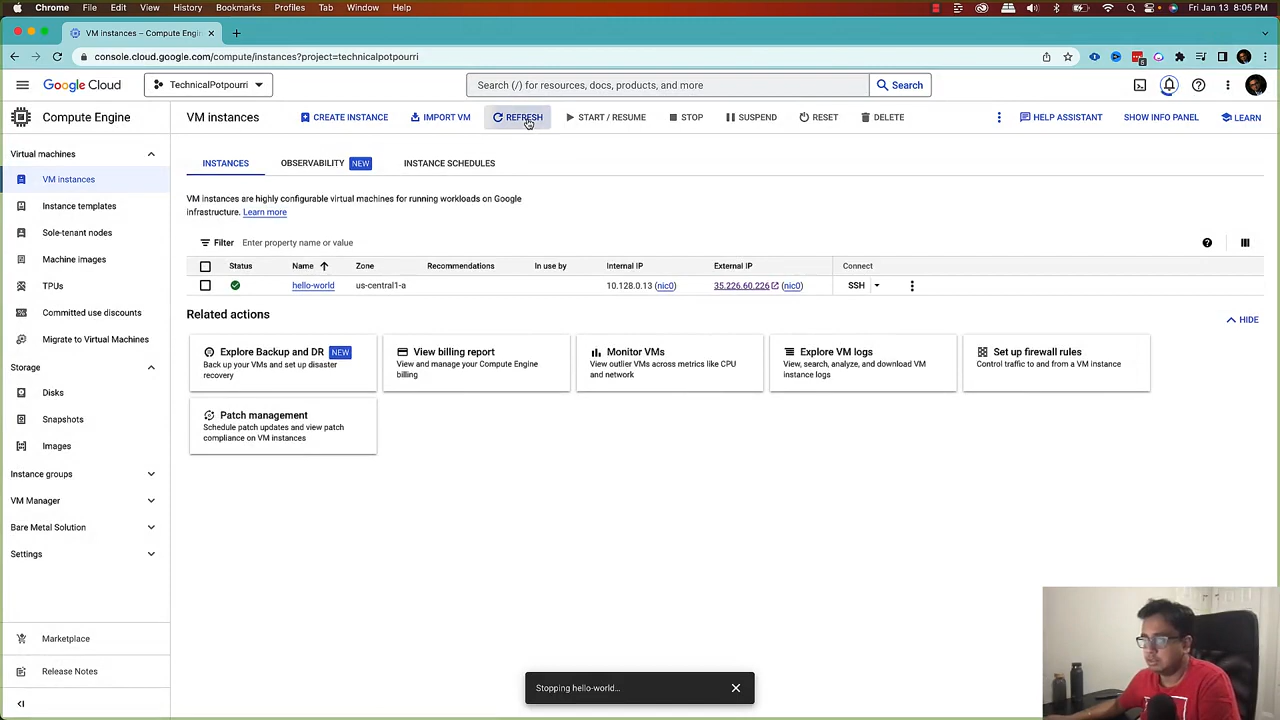 Chrome File Edit View History Bookmarks Profiles Tab Window Help Fri Jan 13 8:05 PM
VM instances – Compute Engin
console.cloud.google.com/compute/instances?project=technicalpotpourri
Google Cloud TechnicalPotpourri Search (/) for resources, docs, products, and more Search
Compute Engine
VM instances CREATE INSTANCE IMPORT VM REFRESH START / RESUME STOP SUSPEND RESET DELETE HELP ASSISTANT SHOW INFO PANEL LEARN
Virtual machines
VM instances
Instance templates
Sole-tenant nodes
Machine images
TPUs
Committed use discounts
Migrate to Virtual Machines
Storage
Disks
Snapshots
Images
Instance groups
VM Manager
Bare Metal Solution
Settings
Marketplace
Release Notes
INSTANCES OBSERVABILITY NEW INSTANCE SCHEDULES
VM instances are highly configurable virtual machines for running workloads on Google
infrastructure. Learn more
Filter Enter property name or value
Status Name Zone Recommendations In use by Internal IP External IP Connect
hello-world us-central1-a 10.128.0.13 (nic0) 35.226.60.226 (nic0) SSH
Related actions
HIDE
Explore Backup and DR NEW
Back up your VMs and set up disaster
recovery
View billing report
View and manage your Compute Engine
billing
Monitor VMs
View outlier VMs across metrics like CPU
and network
Explore VM logs
View, search, analyze, and download VM
instance logs
Set up firewall rules
Control traffic to and from a VM instance
Patch management
Schedule patch updates and view patch
compliance on VM instances
Stopping hello-world...